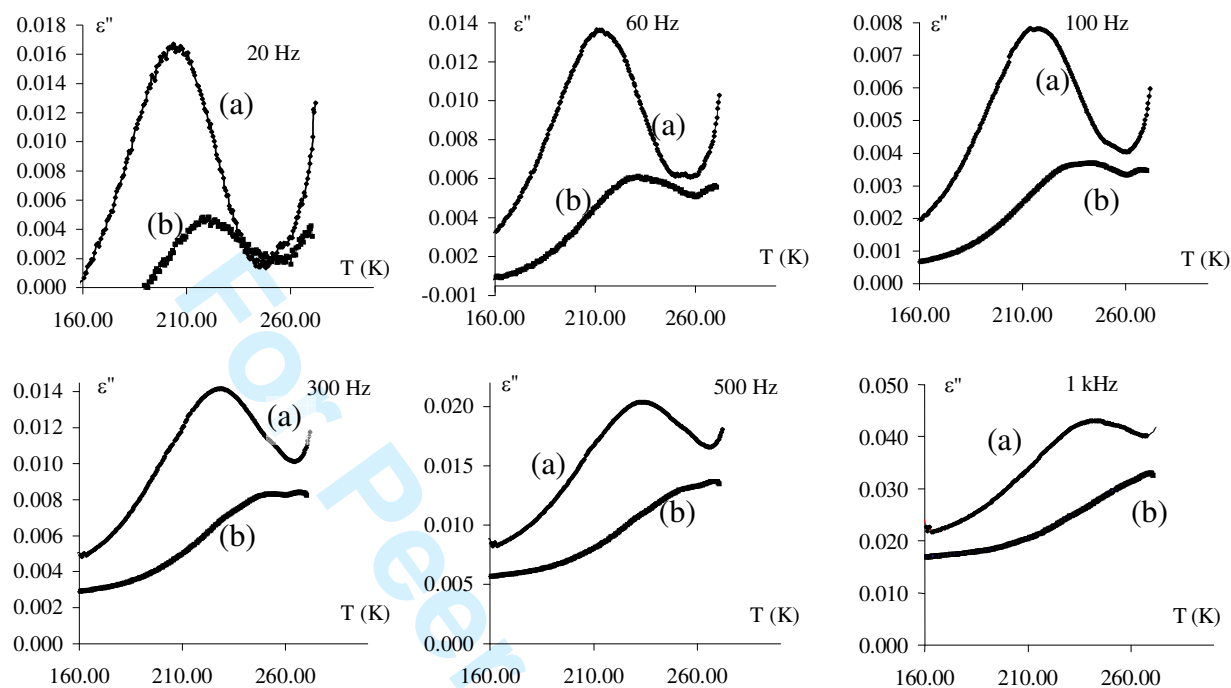 ε"
20 Hz
0.018
0.016
0.014
0.012
0.010
0.008
0.006
0.004
0.002
0.000
(a)
(b)
T (K)
160.00 210.00 260.00
ε"
60 Hz
0.014
0.012
0.010
0.008
0.006
0.004
0.002
-0.001
(a)
(b)
T (K)
160.00 210.00 260.00
ε"
100 Hz
0.008
0.007
0.006
0.005
0.004
0.003
0.002
0.001
0.000
(a)
(b)
T (K)
160.00 210.00 260.00
ε"
300 Hz
0.014
0.012
0.010
0.008
0.006
0.004
0.002
0.000
(a)
(b)
T (K)
160.00 210.00 260.00
ε"
500 Hz
0.020
0.015
0.010
0.005
0.000
(a)
(b)
T (K)
160.00 210.00 260.00
ε"
1 kHz
0.050
0.040
0.030
0.020
0.010
0.000
(a)
(b)
T (K)
160.00 210.00 260.00
For Peer